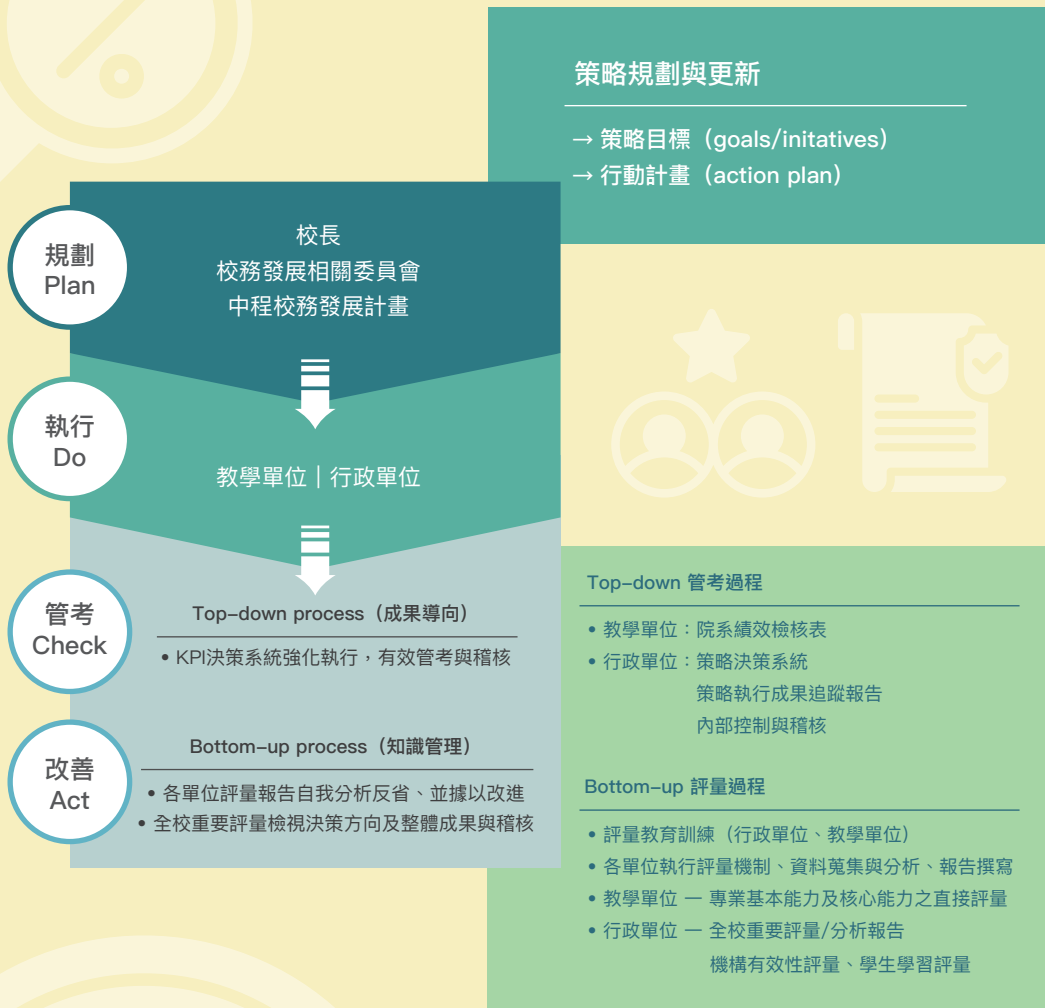 策略規劃與更新
→ 策略目標（goals/initatives）
→ 行動計畫（action plan）
規劃
Plan
校長
校務發展相關委員會
中程校務發展計畫
執行
Do
教學單位｜行政單位
管考
Check
Top-down process（成果導向）
• KPI決策系統強化執行，有效管考與稽核
改善
Act
Bottom-up process（知識管理）
• 各單位評量報告自我分析反省、並據以改進
• 全校重要評量檢視決策方向及整體成果與稽核
Top-down 管考過程
• 教學單位：院系績效檢核表
• 行政單位：策略決策系統
策略執行成果追蹤報告
內部控制與稽核
Bottom-up 評量過程
• 評量教育訓練（行政單位、教學單位）
• 各單位執行評量機制、資料蒐集與分析、報告撰寫
• 教學單位 — 專業基本能力及核心能力之直接評量
• 行政單位 — 全校重要評量/分析報告
機構有效性評量、學生學習評量